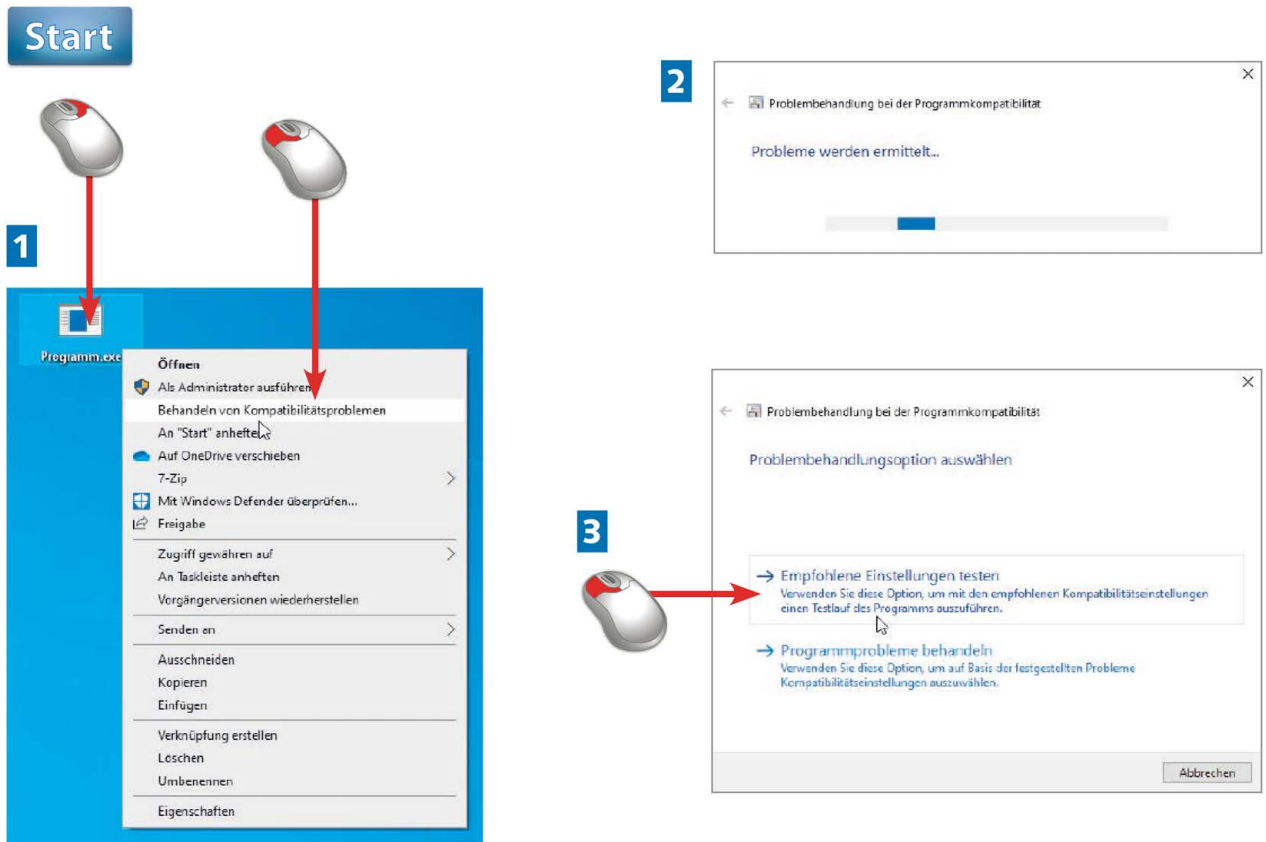 Start
1
Programm.exe
Öffnen
Als Administrator ausführen
Behandeln von Kompatibilitätsproblemen
An "Start" anheften
Auf OneDrive verschieben
7-Zip
Mit Windows Defender überprüfen...
Freigabe
Zugriff gewähren auf
An Taskleiste anheften
Vorgängerversionen wiederherstellen
Senden an
Ausschneiden
Kopieren
Einfügen
Verknüpfung erstellen
Löschen
Umbenennen
Eigenschaften
2
Problembehandlung bei der Programmkompatibilität
Probleme werden ermittelt...
3
Problembehandlung bei der Programmkompatibilität
Problembehandlungsoption auswählen
Empfohlene Einstellungen testen
Verwenden Sie diese Option, um mit den empfohlenen Kompatibilitätseinstellungen
einen Testlauf des Programms auszuführen.
Programmprobleme behandeln
Verwenden Sie diese Option, um auf Basis der festgestellten Probleme
Kompatibilitätseinstellungen auszuwählen.
Abbrechen